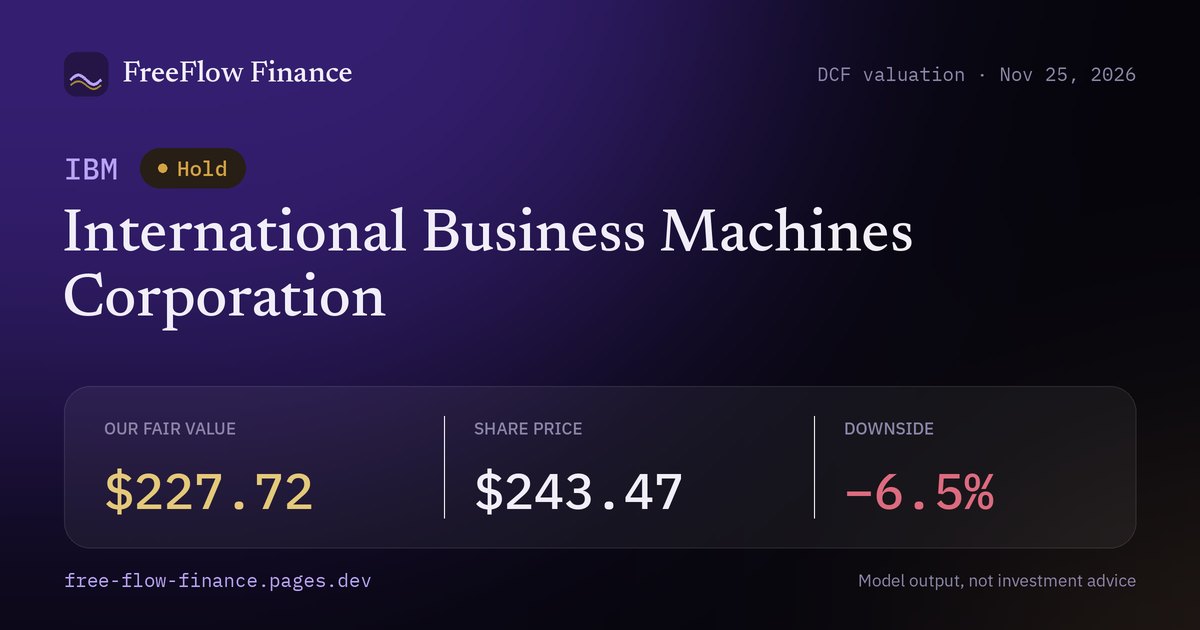 FreeFlow Finance
DCF valuation · Nov 25, 2026
IBM
Hold
International Business Machines
Corporation
OUR FAIR VALUE
$227.72
SHARE PRICE
$243.47
DOWNSIDE
−6.5%
free-flow-finance.pages.dev
Model output, not investment advice